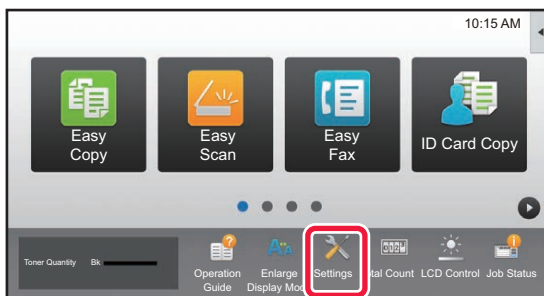 10:15 AM
Easy
Copy
Easy
Scan
Easy
Fax
ID Card Copy
Toner Quantity Bk
Operation
Guide
Enlarge
Display Mod
Settings
tal Count
LCD Control
Job Status